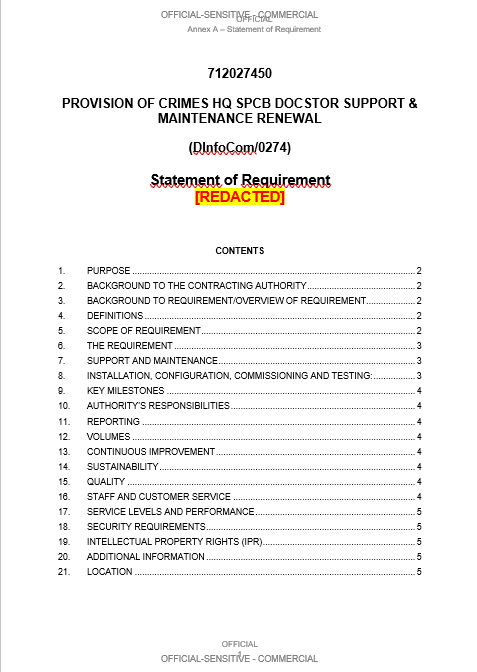 OFFICIAL-SENSITIVE - COMMERCIAL
OFFICIAL
Annex A – Statement of Requirement
712027450
PROVISION OF CRIMES HQ SPCB DOCSTOR SUPPORT &
MAINTENANCE RENEWAL
(DInfoCom/0274)
Statement of Requirement
[REDACTED]
CONTENTS
1. PURPOSE 2
2. BACKGROUND TO THE CONTRACTING AUTHORITY 2
3. BACKGROUND TO REQUIREMENT/OVERVIEW OF REQUIREMENT 2
4. DEFINITIONS 2
5. SCOPE OF REQUIREMENT 2
6. THE REQUIREMENT 3
7. SUPPORT AND MAINTENANCE 3
8. INSTALLATION, CONFIGURATION, COMMISSIONING AND TESTING: 3
9. KEY MILESTONES 4
10. AUTHORITY'S RESPONSIBILITIES 4
11. REPORTING 4
12. VOLUMES 4
13. CONTINUOUS IMPROVEMENT 4
14. SUSTAINABILITY 4
15. QUALITY 4
16. STAFF AND CUSTOMER SERVICE 4
17. SERVICE LEVELS AND PERFORMANCE 5
18. SECURITY REQUIREMENTS 5
19. INTELLECTUAL PROPERTY RIGHTS (IPR) 5
20. ADDITIONAL INFORMATION 5
21. LOCATION 5
OFFICIAL
1
OFFICIAL-SENSITIVE - COMMERCIAL